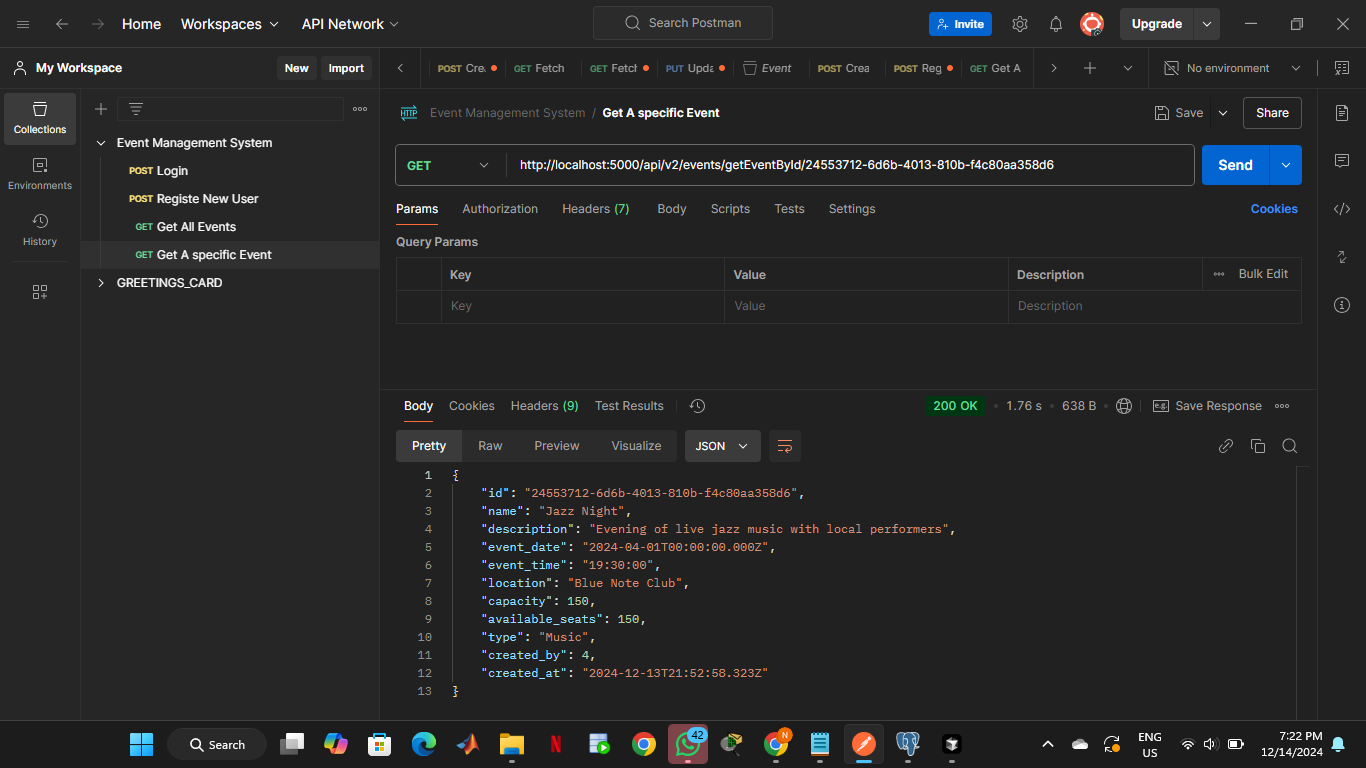 Home Workspaces API Network Search Postman Invite Upgrade
My Workspace New Import POST Cre GET Fetch GET Fetch PUT Upda Event POST Crea POST Reg GET Get A No environment
Collections
Environments
History
Event Management System
POST Login
POST Registe New User
GET Get All Events
GET Get A specific Event
GREETINGS_CARD
HTTP Event Management System / Get A specific Event Save Share
GET http://localhost:5000/api/v2/events/getEventById/24553712-6d6b-4013-810b-f4c80aa358d6 Send
Params Authorization Headers (7) Body Scripts Tests Settings Cookies
Query Params
Key Value Description Bulk Edit
Key Value Description
Body Cookies Headers (9) Test Results 200 OK 1.76 s 638 B e.g. Save Response
Pretty Raw Preview Visualize JSON
1 {
2 "id": "24553712-6d6b-4013-810b-f4c80aa358d6",
3 "name": "Jazz Night",
4 "description": "Evening of live jazz music with local performers",
5 "event_date": "2024-04-01T00:00:00.000Z",
6 "event_time": "19:30:00",
7 "location": "Blue Note Club",
8 "capacity": 150,
9 "available_seats": 150,
10 "type": "Music",
11 "created_by": 4,
12 "created_at": "2024-12-13T21:52:58.323Z"
13 }
Search 42 N ENG US 7:22 PM 12/14/2024